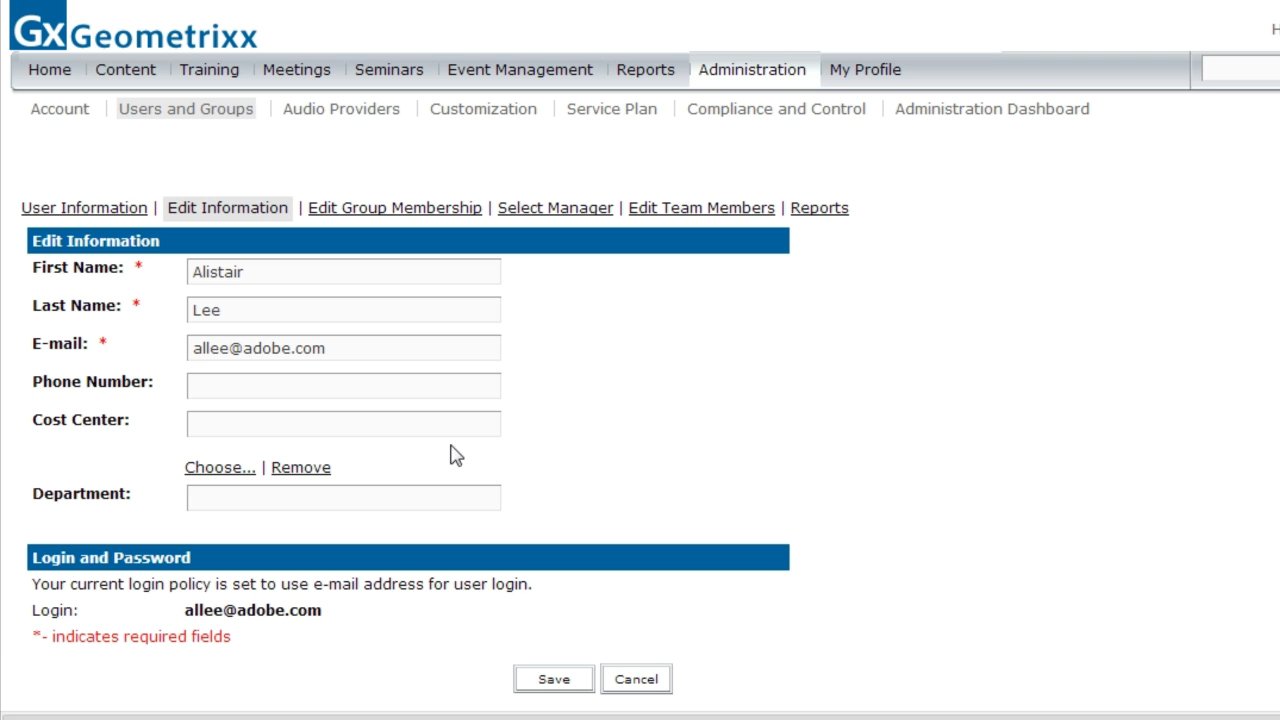 Gx Geometrixx
H
Home Content Training Meetings Seminars Event Management Reports Administration My Profile
Account Users and Groups Audio Providers Customization Service Plan Compliance and Control Administration Dashboard
User Information | Edit Information | Edit Group Membership | Select Manager | Edit Team Members | Reports
Edit Information
First Name: * Alistair
Last Name: * Lee
E-mail: * allee@adobe.com
Phone Number:
Cost Center:
Choose... | Remove
Department:
Login and Password
Your current login policy is set to use e-mail address for user login.
Login: allee@adobe.com
*- indicates required fields
Save Cancel